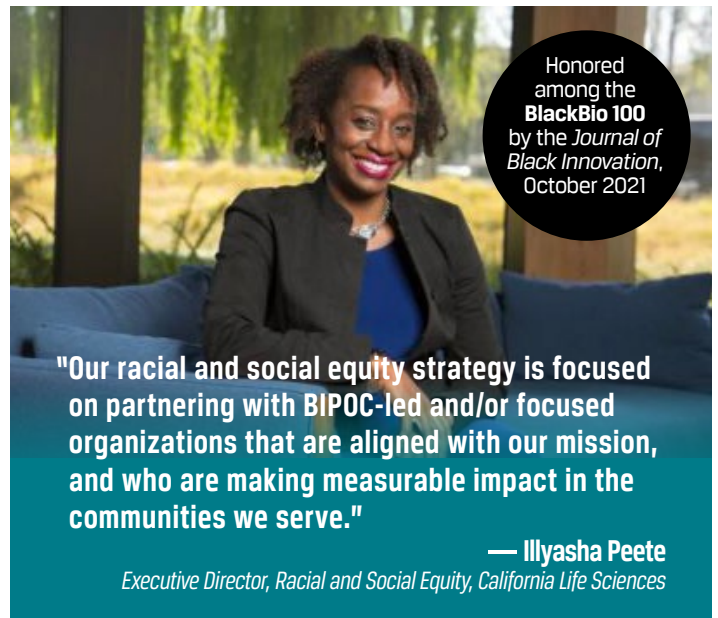 Honored
among the
BlackBio 100
by the Journal of
Black Innovation,
October 2021
"Our racial and social equity strategy is focused
on partnering with BIPOC-led and/or focused
organizations that are aligned with our mission,
and who are making measurable impact in the
communities we serve."
— Illyasha Peete
Executive Director, Racial and Social Equity, California Life Sciences